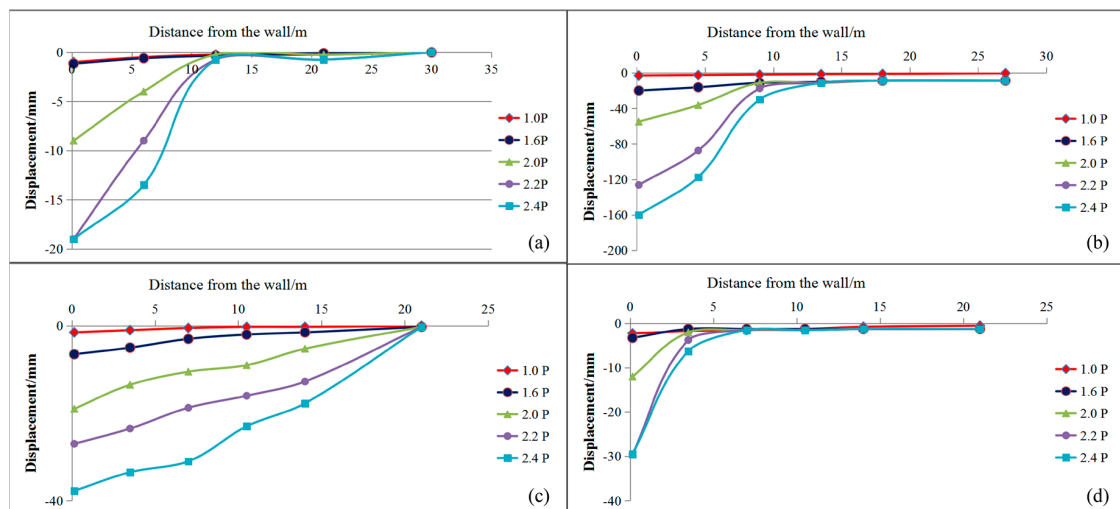 Distance from the wall/m
0 5 10 15 20 25 30 35
0
-5
-10
-15
-20
Displacement/mm
1.0P
1.6P
2.0P
2.2P
2.4P
(a)
Distance from the wall/m
0 5 10 15 20 25 30
0
-40
-80
-120
-160
-200
Displacement/mm
1.0P
1.6P
2.0P
2.2 P
2.4 P
(b)
Distance from the wall/m
0 5 10 15 20 25
0
-40
Displacement/mm
1.0 P
1.6 P
2.0 P
2.2 P
2.4 P
(c)
Distance from the wall/m
0 5 10 15 20 25
0
-10
-20
-30
-40
Displacement/mm
1.0 P
1.6 P
2.0 P
2.2 P
2.4 P
(d)